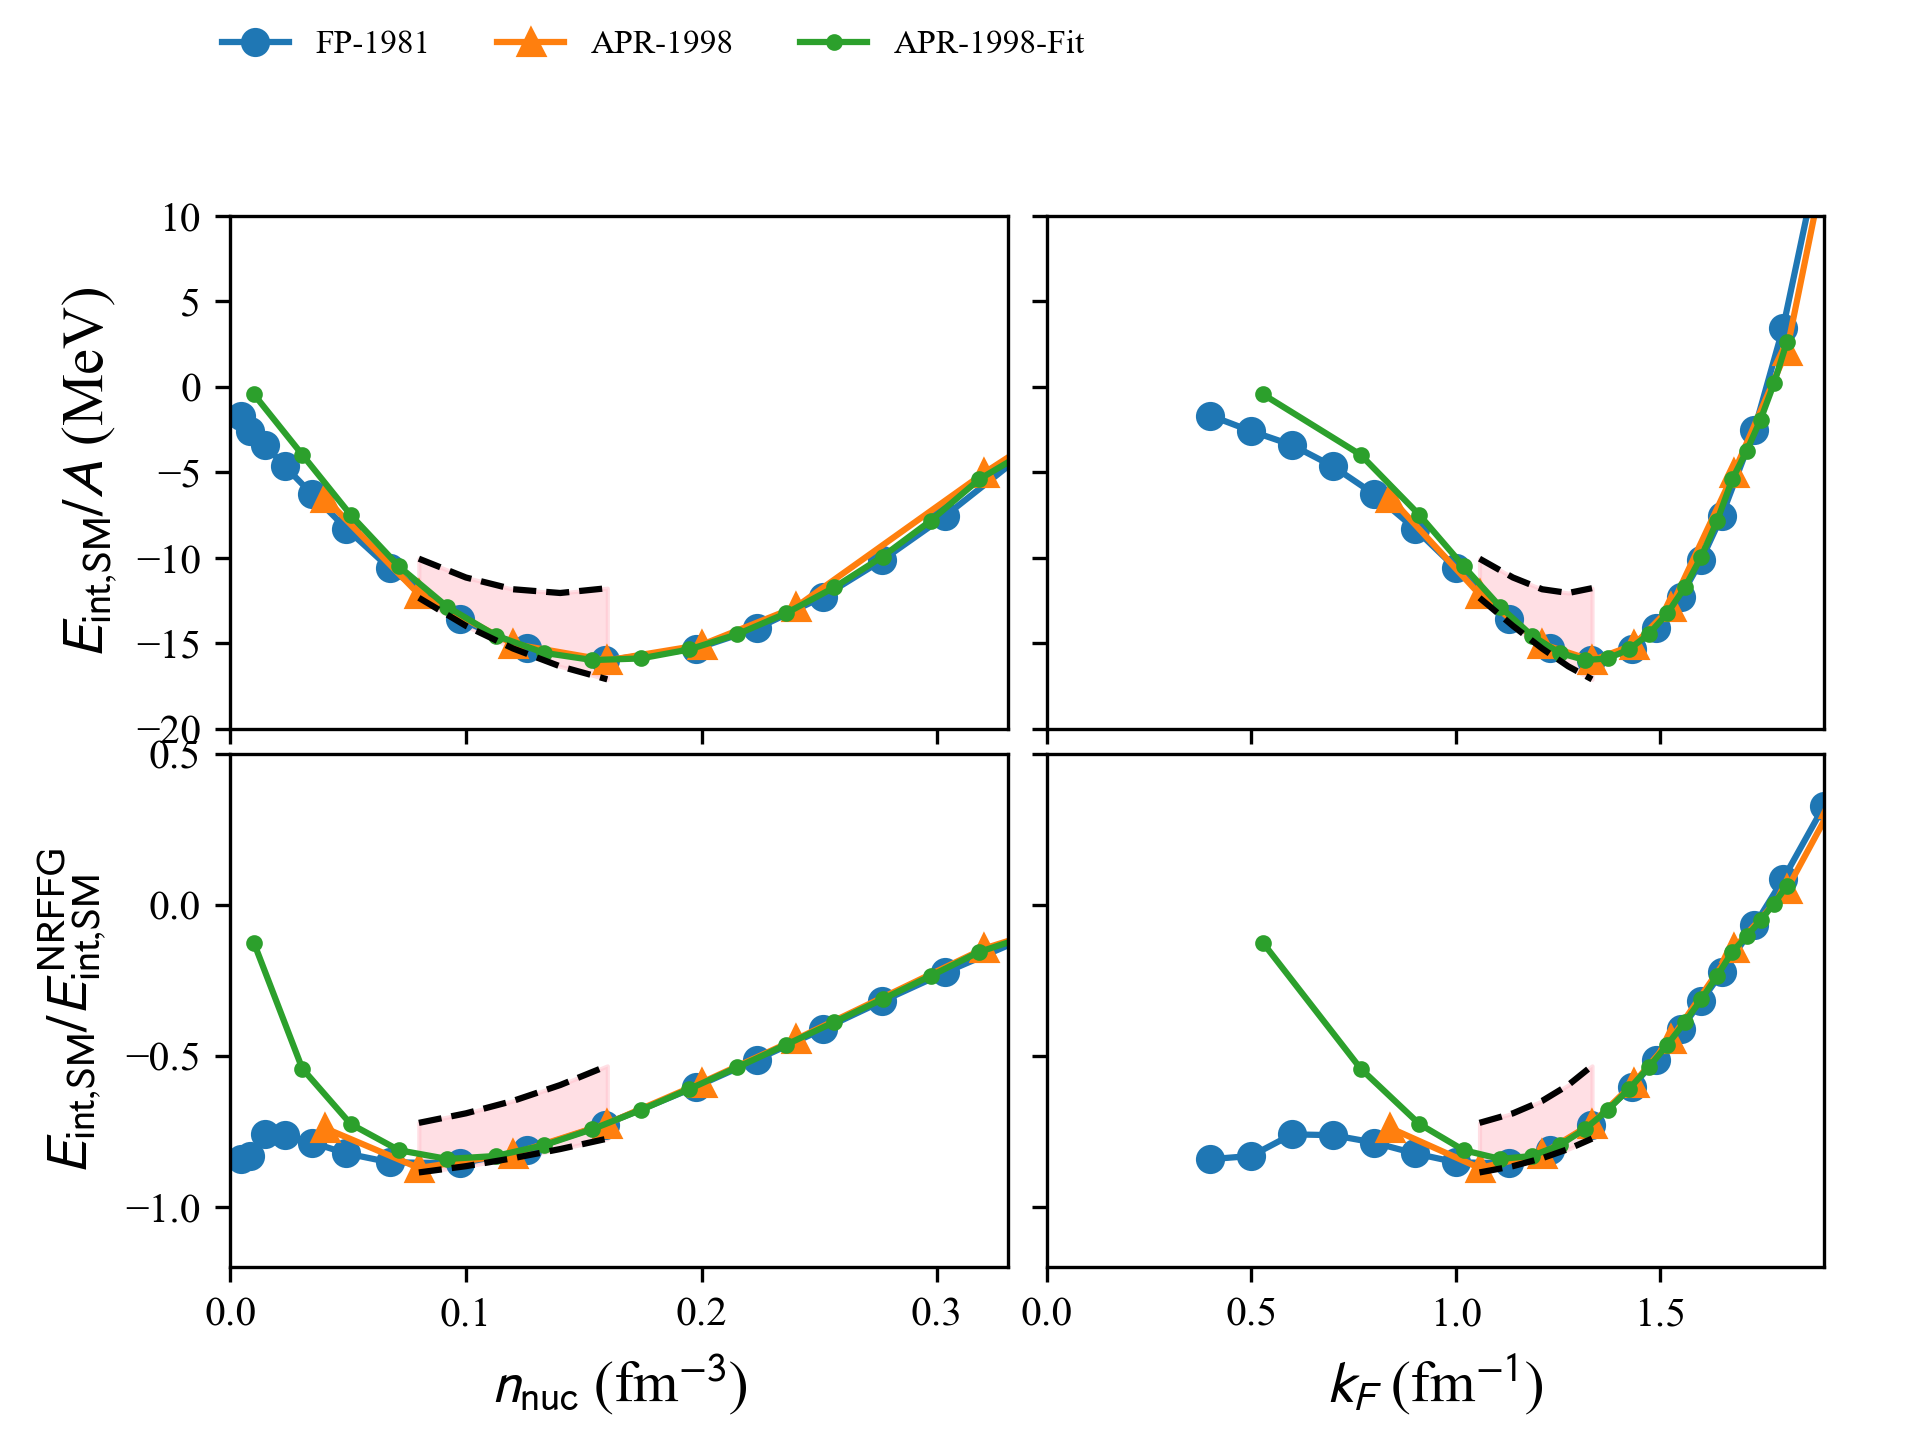 FP-1981 APR-1998 APR-1998-Fit
10
5
0
−5
−10
−15
−20
E_int,SM/A (MeV)
0.5
0.0
−0.5
−1.0
E_int,SM/E^NRFFG_int,SM
0.0 0.1 0.2 0.3
0.0 0.5 1.0 1.5
n_nuc (fm⁻³)
k_F (fm⁻¹)